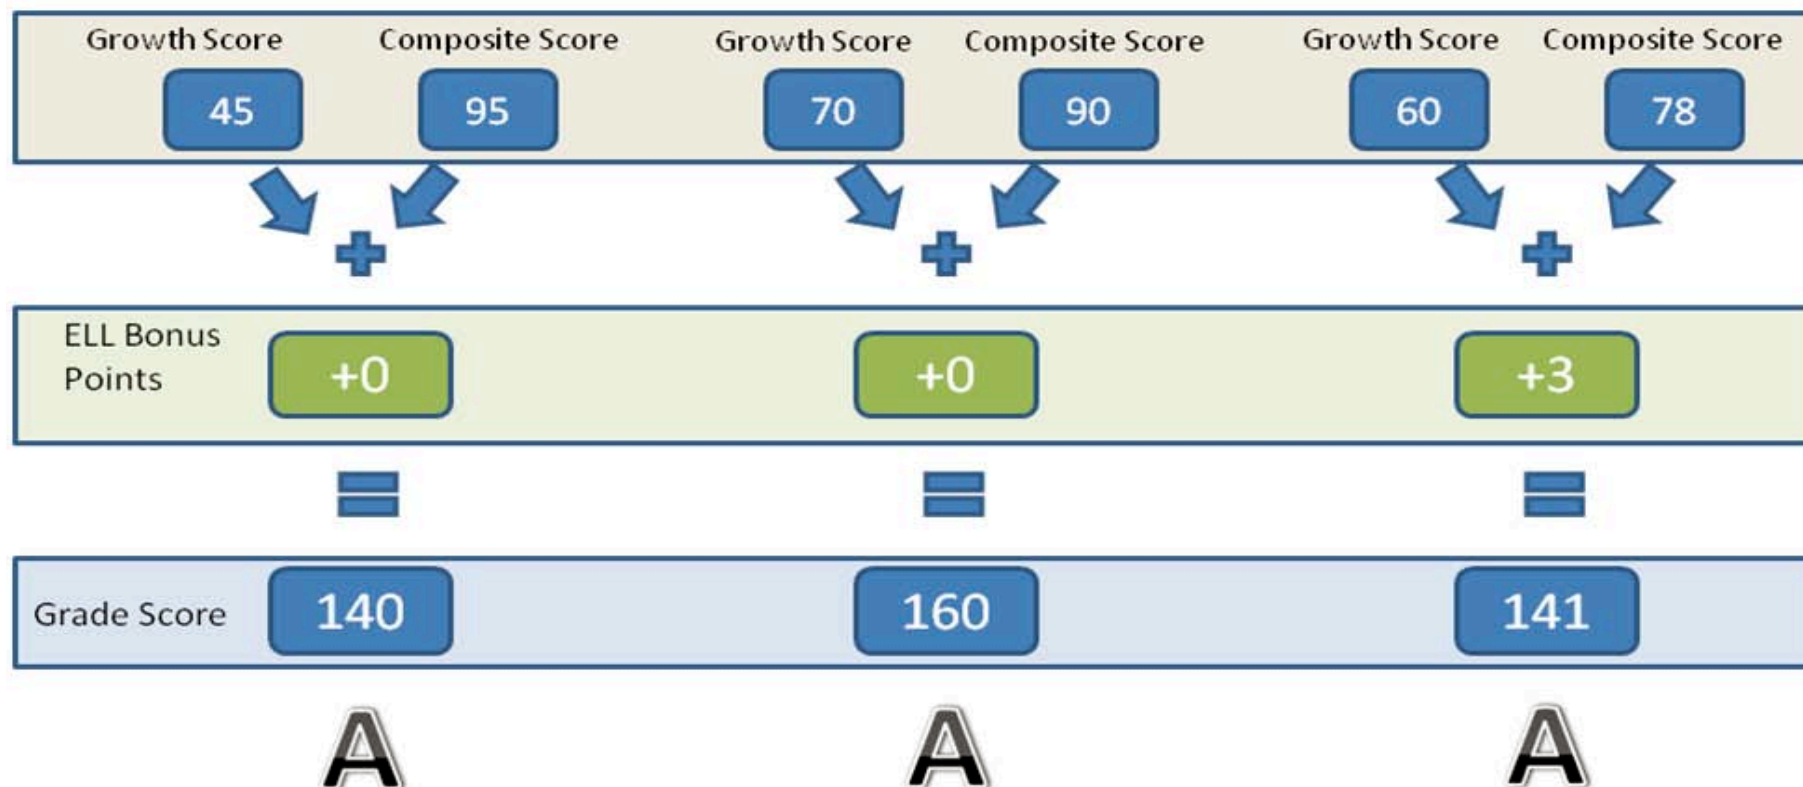 Growth Score Composite Score Growth Score Composite Score Growth Score Composite Score
45 95 70 90 60 78
ELL Bonus
Points
+0 +0 +3
Grade Score 140 160 141
A A A